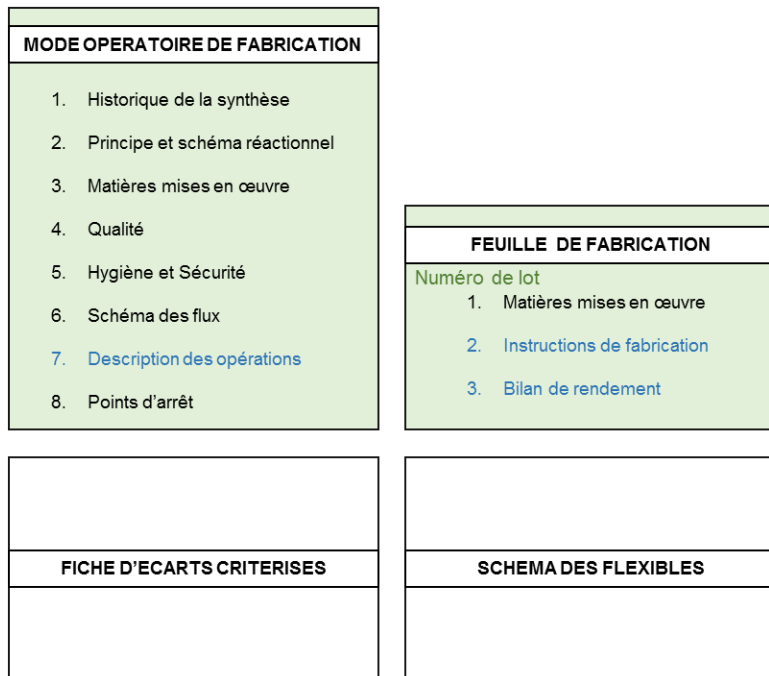 MODE OPERATOIRE DE FABRICATION
1. Historique de la synthèse
2. Principe et schéma réactionnel
3. Matières mises en œuvre
4. Qualité
5. Hygiène et Sécurité
6. Schéma des flux
7. Description des opérations
8. Points d'arrêt
FEUILLE DE FABRICATION
Numéro de lot
1. Matières mises en œuvre
2. Instructions de fabrication
3. Bilan de rendement
FICHE D'ECARTS CRITERISES
SCHEMA DES FLEXIBLES